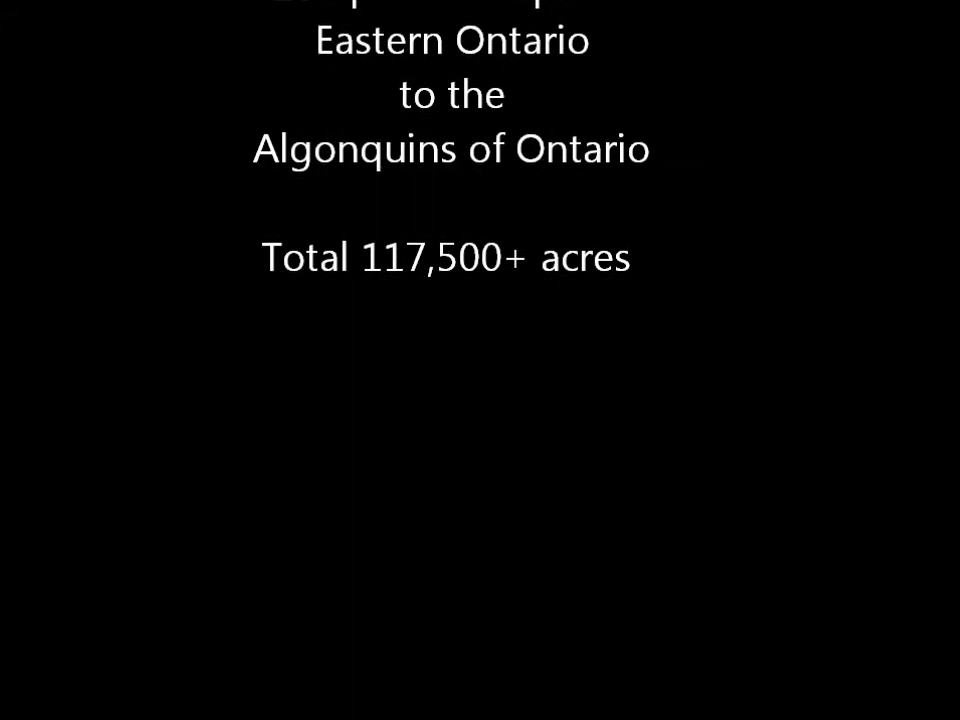 Eastern Ontario
to the
Algonquins of Ontario
Total 117,500+ acres